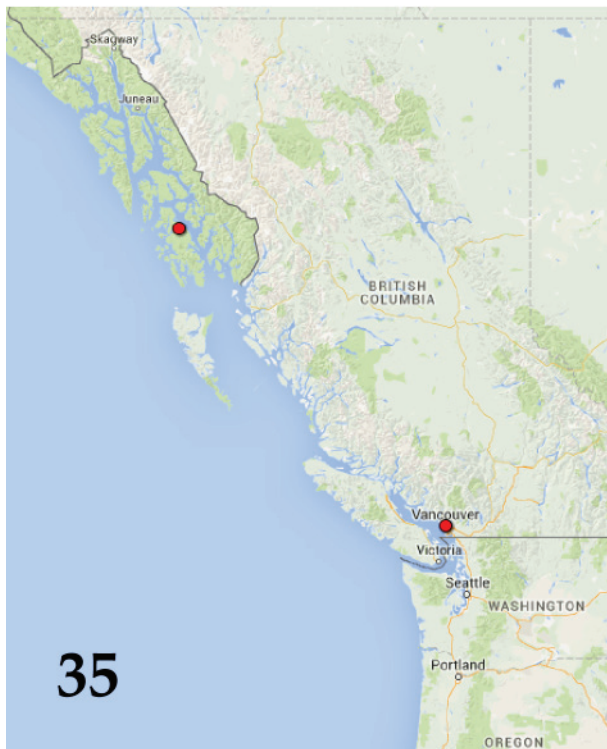 Skagway
Juneau
BRITISH
COLUMBIA
Vancouver
Victoria
Seattle
WASHINGTON
Portland
OREGON
35